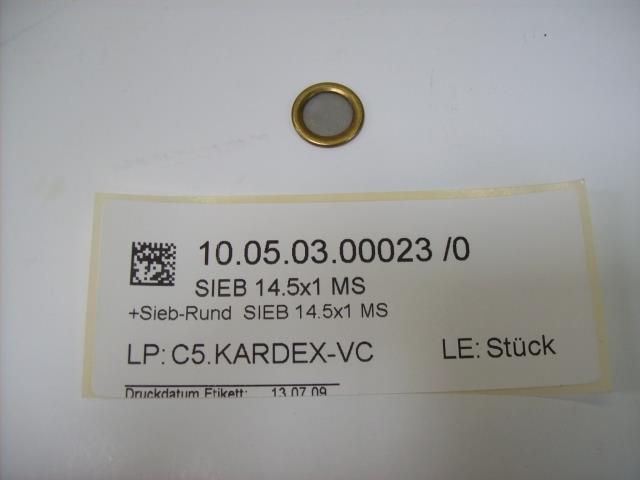 10.05.03.00023 /0
SIEB 14.5x1 MS
+Sieb-Rund SIEB 14.5x1 MS
LP: C5.KARDEX-VC LE: Stück
Druckdatum Etikett: 13.07.09